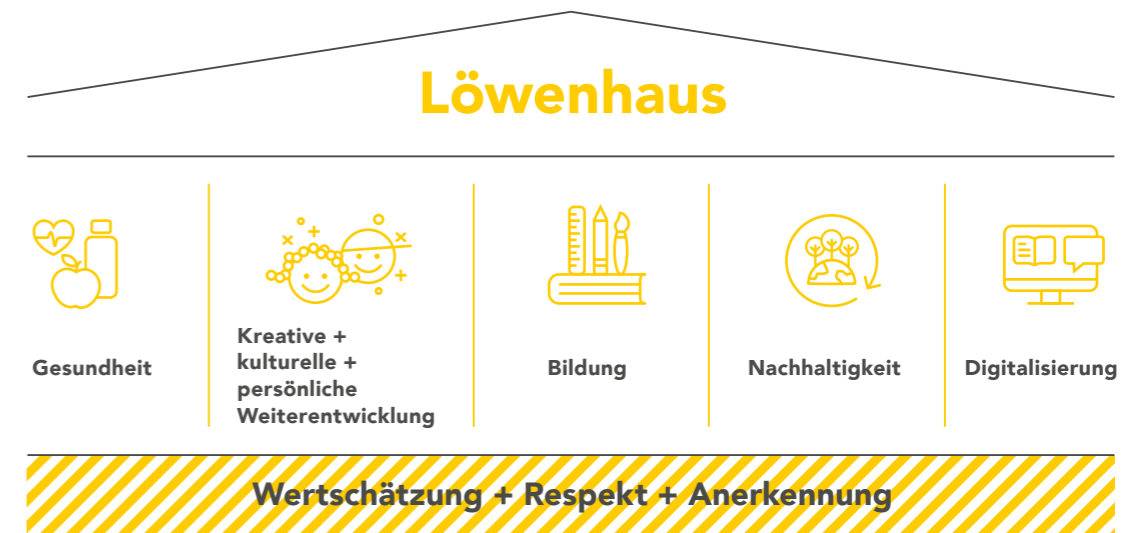 Löwenhaus
Gesundheit
Kreative +
kulturelle +
persönliche
Weiterentwicklung
Bildung
Nachhaltigkeit
Digitalisierung
Wertschätzung + Respekt + Anerkennung